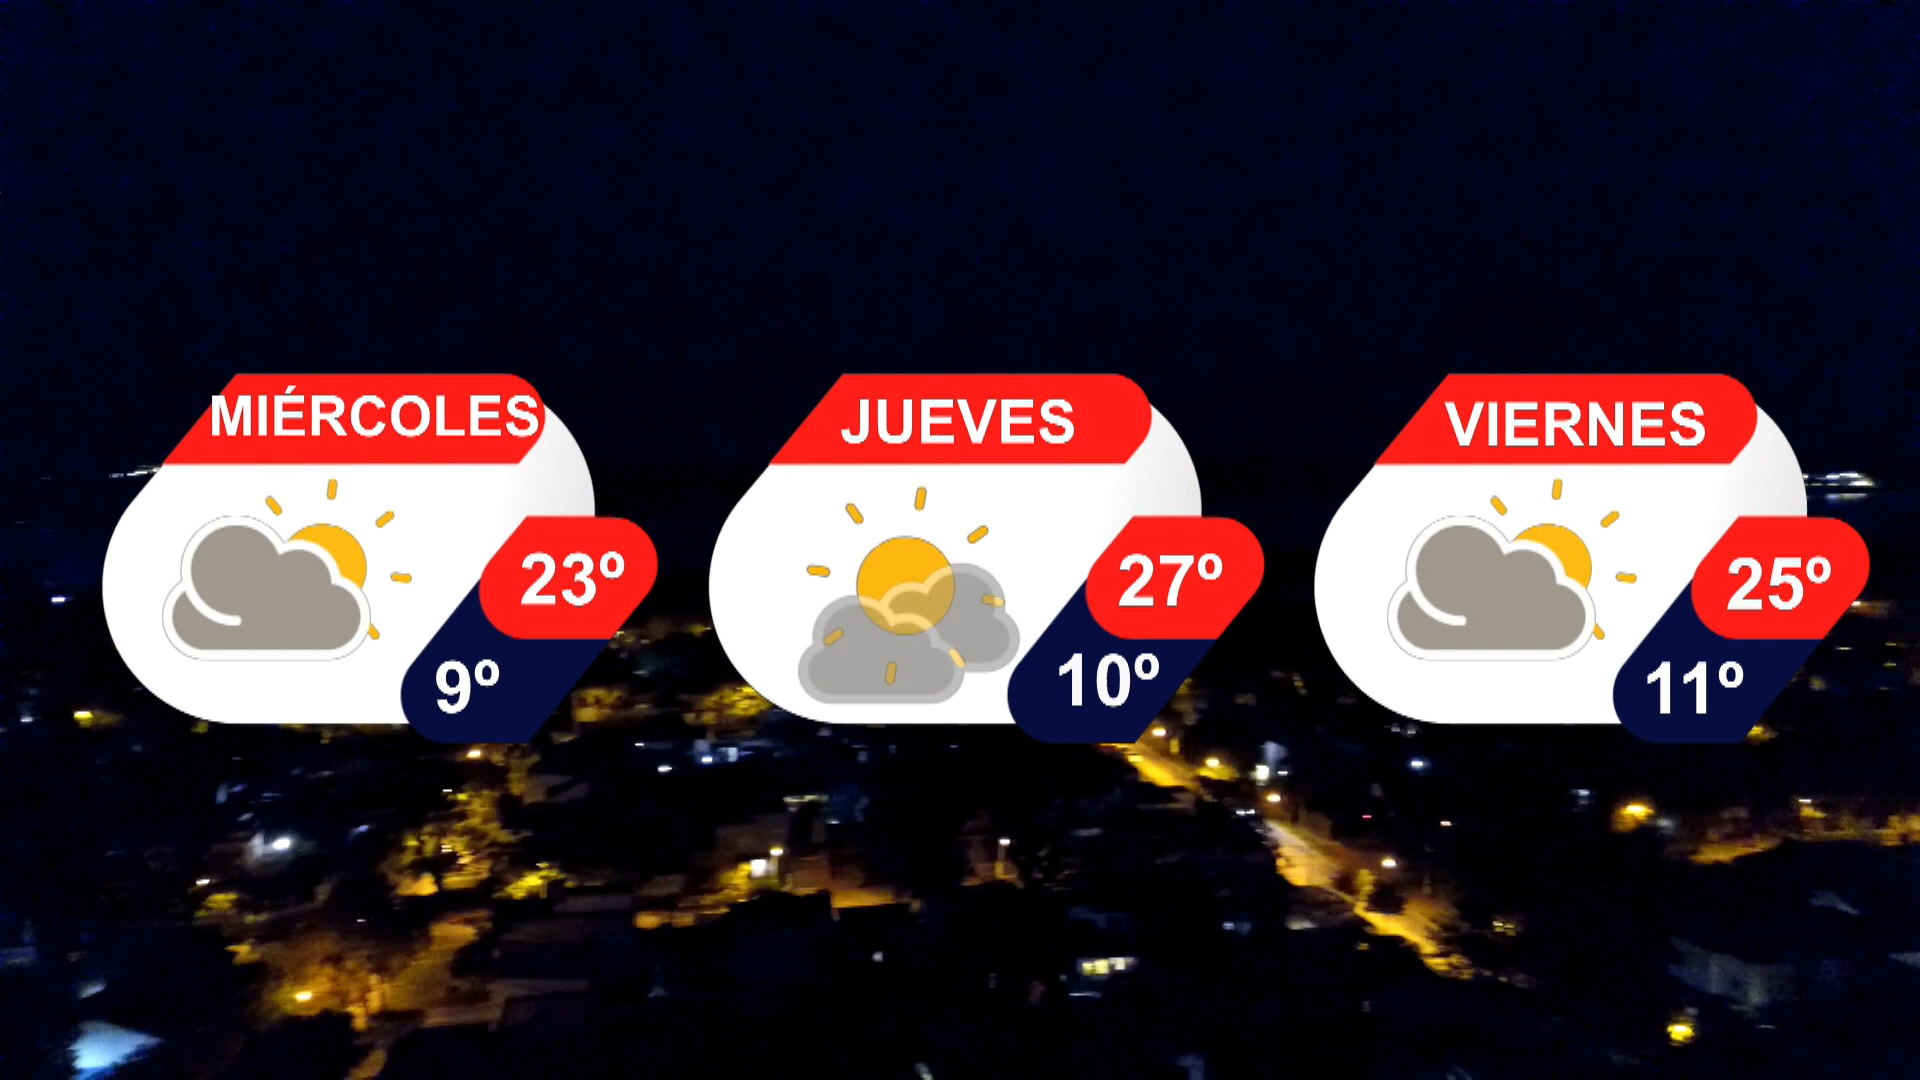 MIÉRCOLES
23º
9º
JUEVES
27º
10º
VIERNES
25º
11º